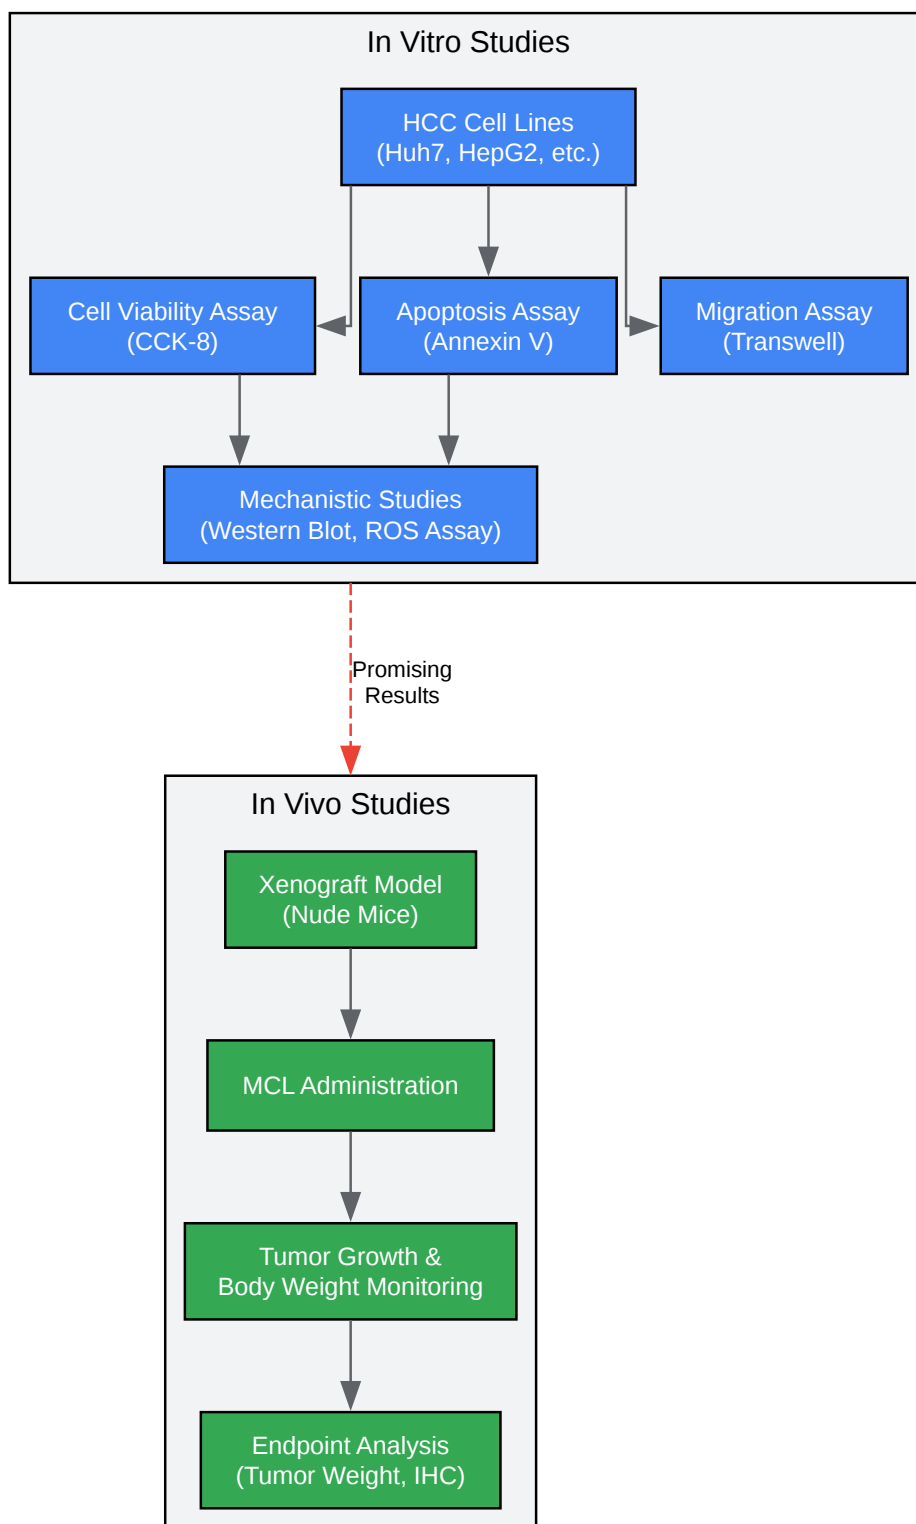 In Vitro Studies
HCC Cell Lines
(Huh7, HepG2, etc.)
Cell Viability Assay
(CCK-8)
Apoptosis Assay
(Annexin V)
Migration Assay
(Transwell)
Mechanistic Studies
(Western Blot, ROS Assay)
Promising
Results
In Vivo Studies
Xenograft Model
(Nude Mice)
MCL Administration
Tumor Growth &
Body Weight Monitoring
Endpoint Analysis
(Tumor Weight, IHC)